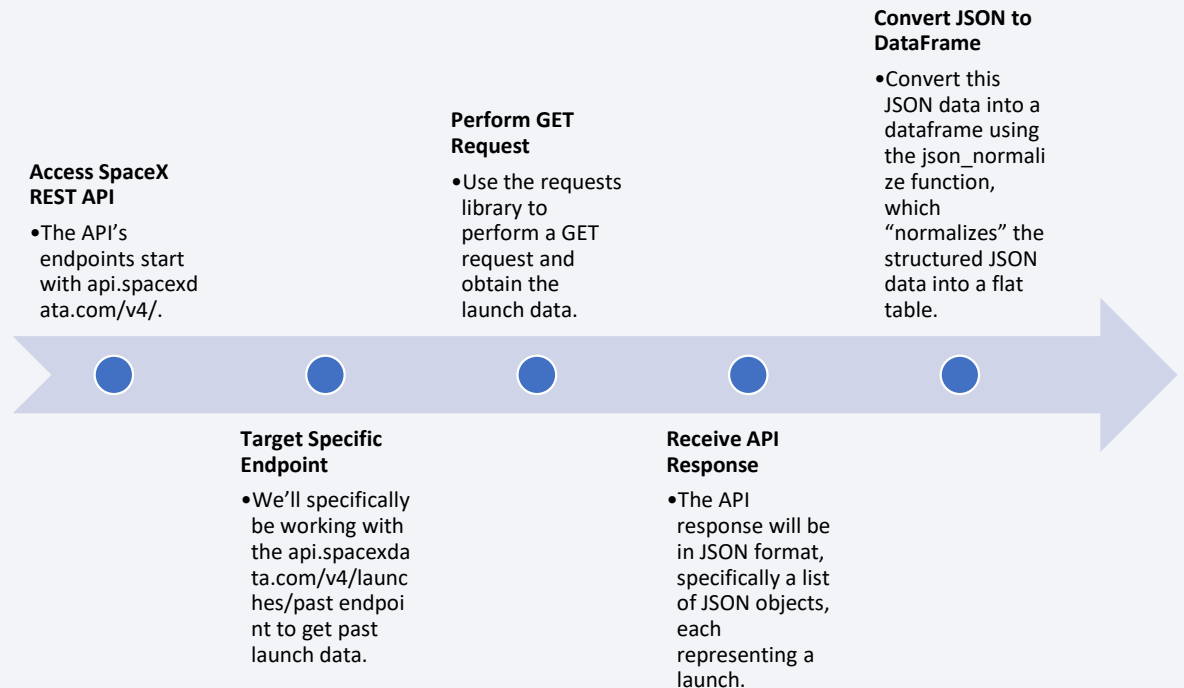 Access SpaceX
REST API
•The API’s
endpoints start
with api.spacexd
ata.com/v4/.
Target Specific
Endpoint
•We’ll specifically
be working with
the api.spacexda
ta.com/v4/launc
hes/past endpoi
nt to get past
launch data.
Perform GET
Request
•Use the requests
library to
perform a GET
request and
obtain the
launch data.
Receive API
Response
•The API
response will be
in JSON format,
specifically a list
of JSON objects,
each
representing a
launch.
Convert JSON to
DataFrame
•Convert this
JSON data into a
dataframe using
the json_normali
ze function,
which
“normalizes” the
structured JSON
data into a flat
table.